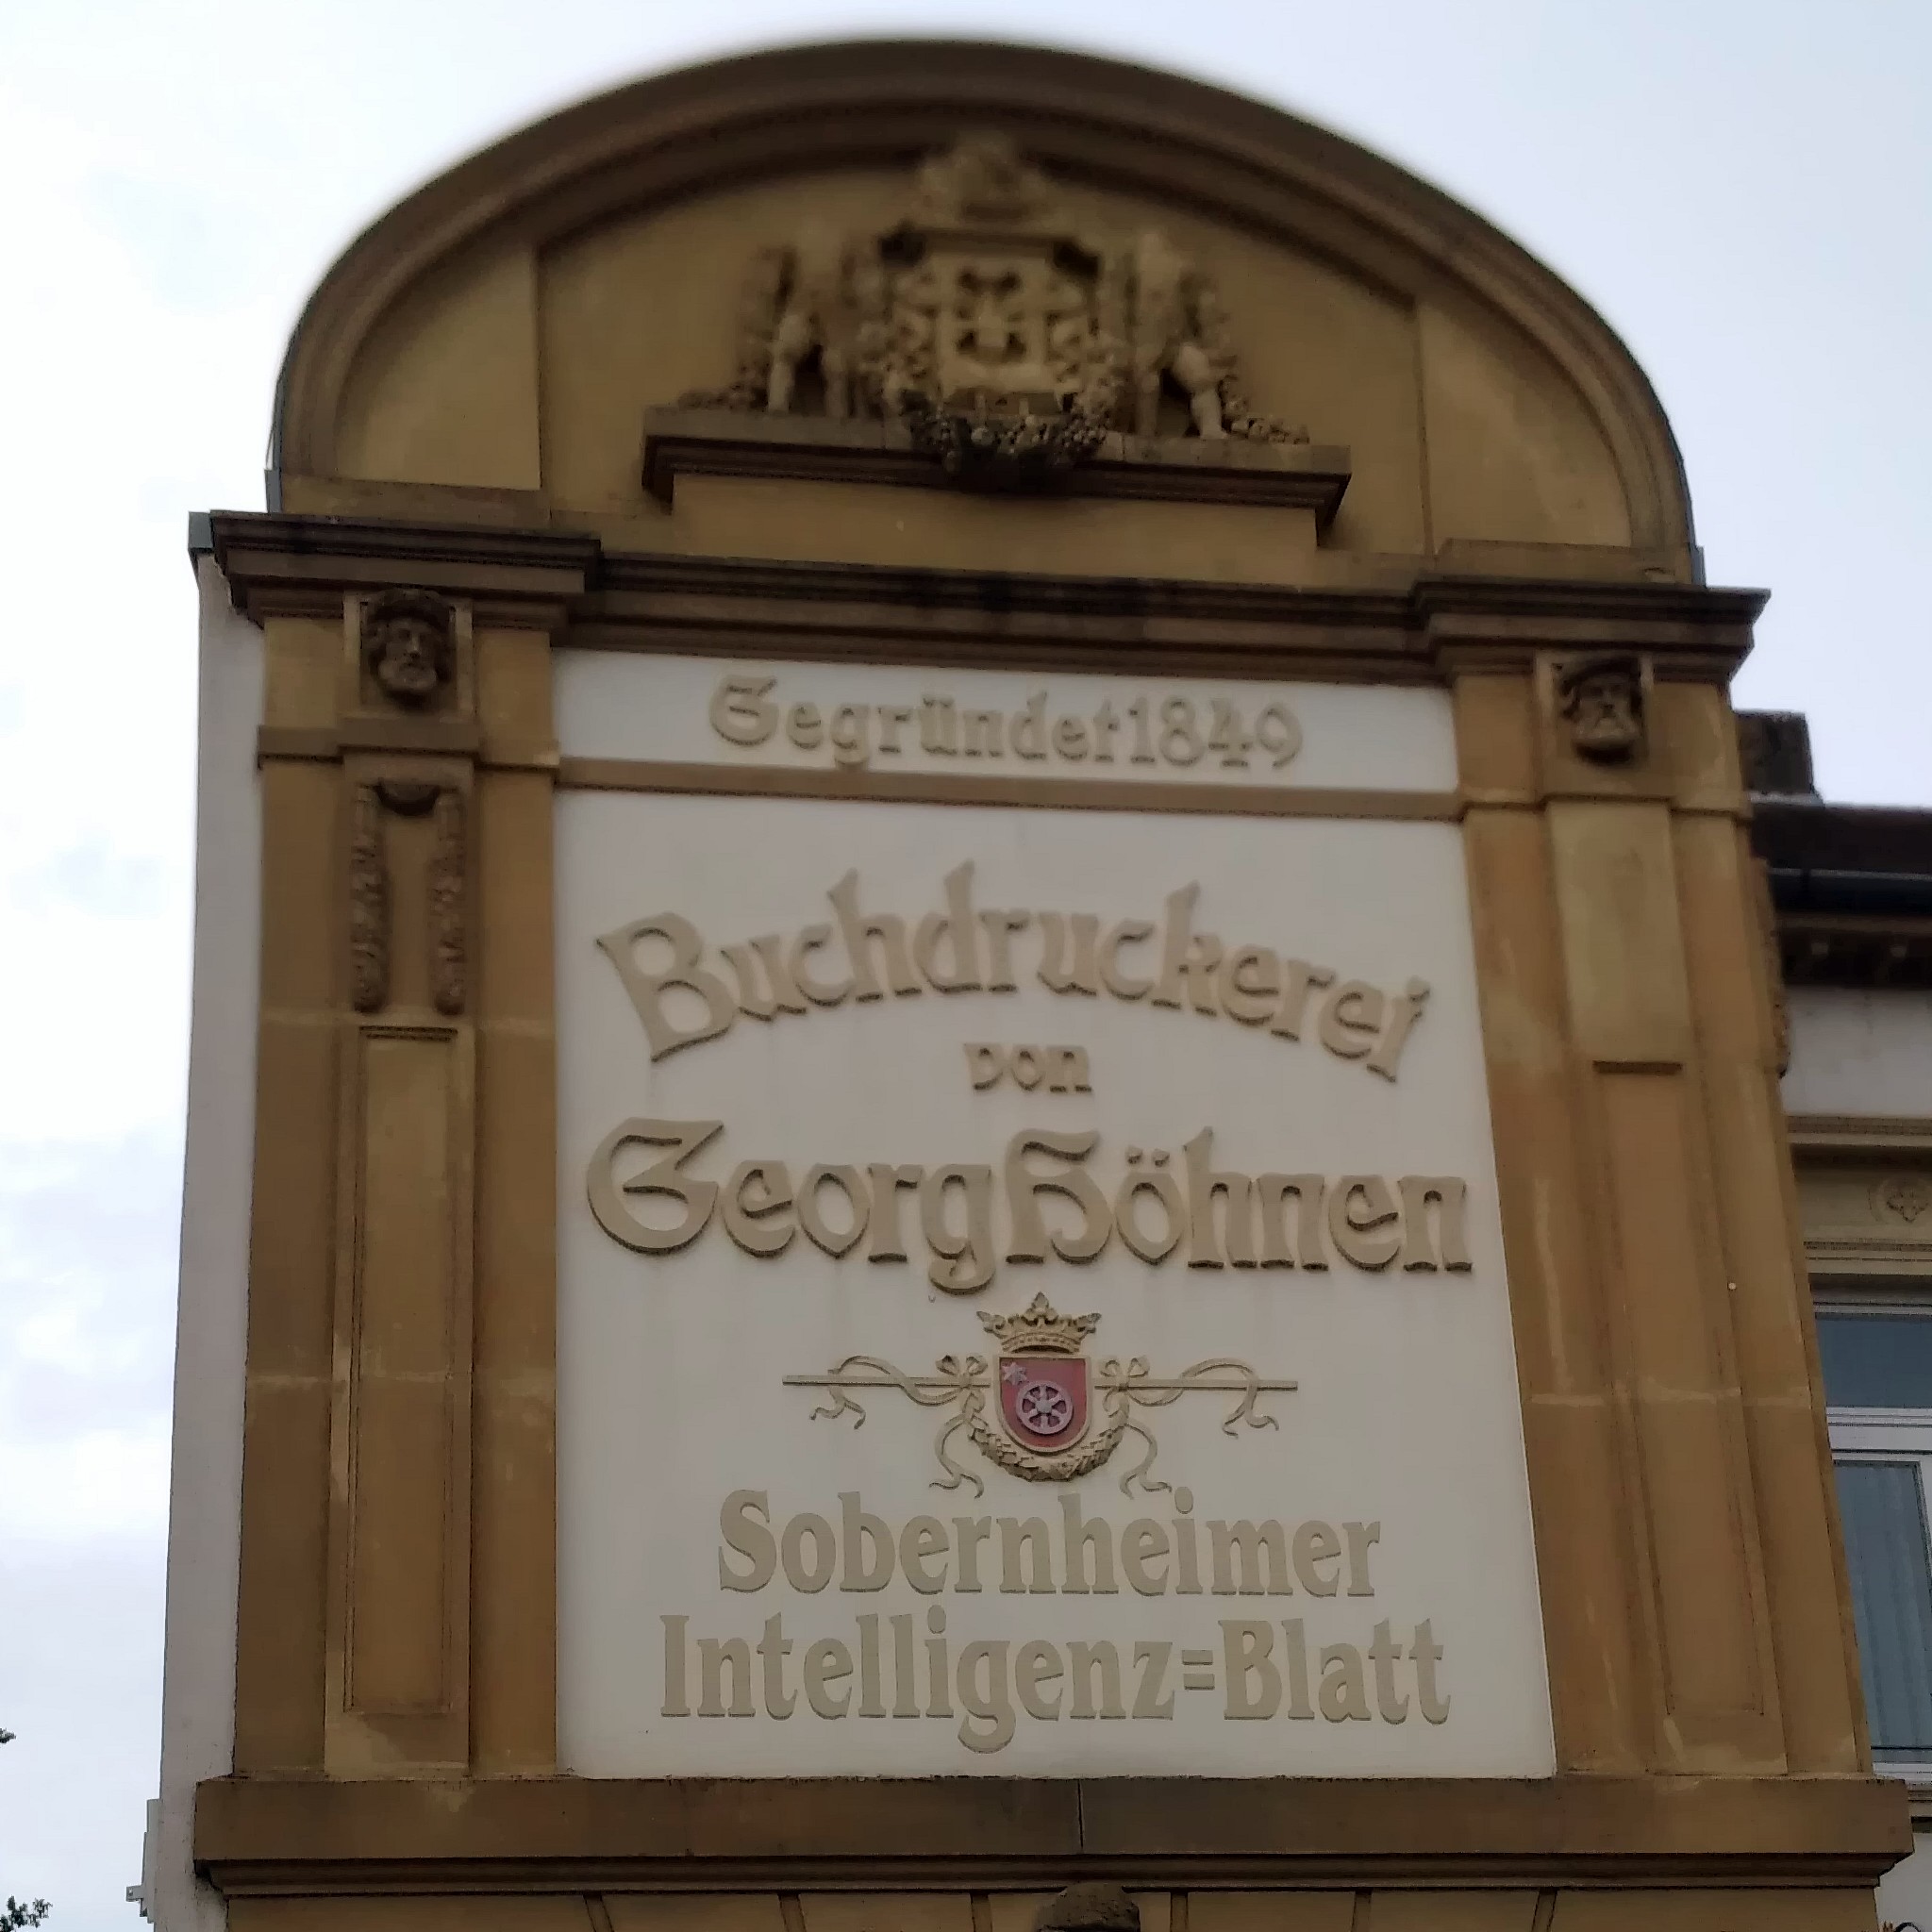 Gegründet 1849
Buchdruckerei
von
Georg Höhnen
Sobernheimer
Intelligenz=Blatt